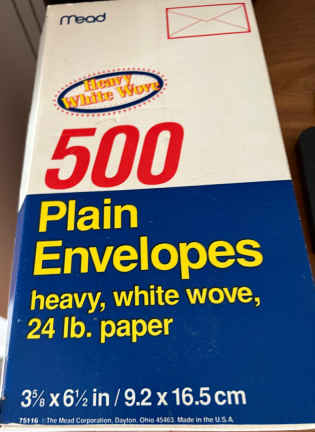 Mead
Heavy
White Wove
500
Plain
Envelopes
heavy, white wove,
24 lb. paper
3⅝ x 6½ in / 9.2 x 16.5 cm
75116 ©The Mead Corporation, Dayton, Ohio 45463. Made in the U.S.A.